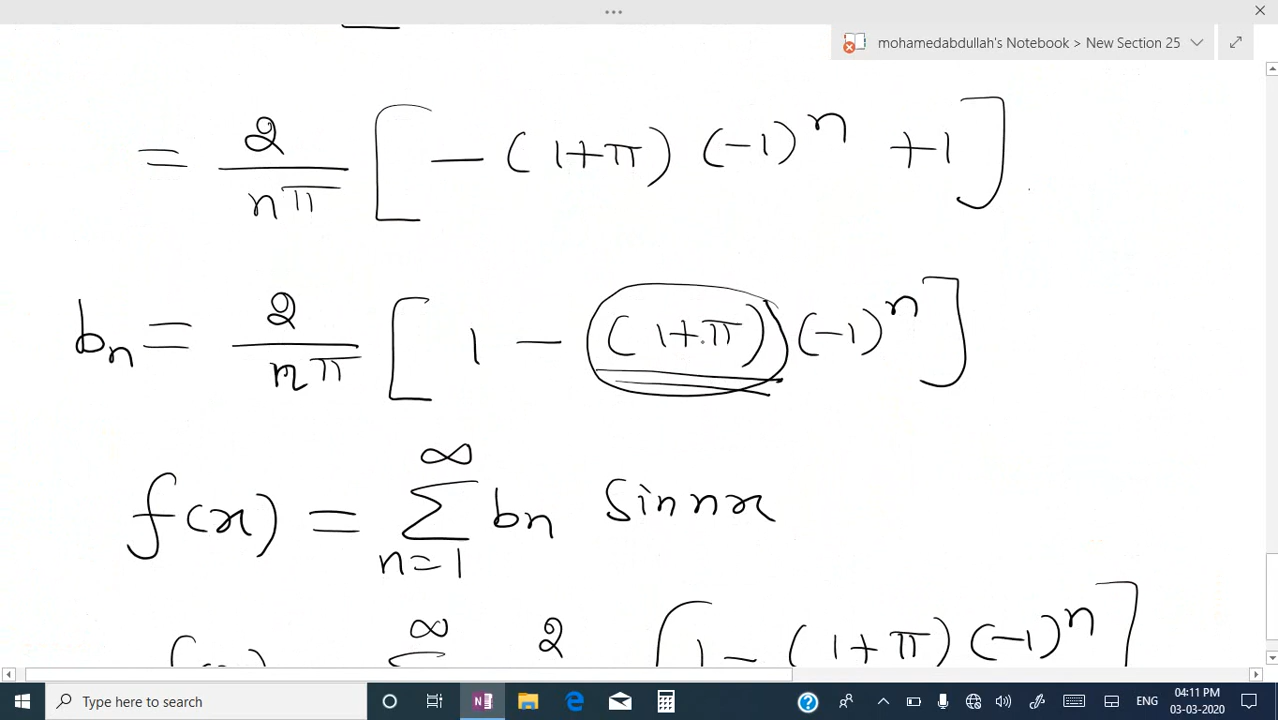 mohamedabdullah's Notebook > New Section 25
= 2/nπ [ - (1+π) (-1)^n +1 ]
bn = 2/nπ [ 1 - (1+π) (-1)^n ]
f(x) = ∞ Σ n=1 bn Sin nx
∞ 2 [ 1 - (1+π) (-1)^n ]
Type here to search
ENG
04:11 PM
03-03-2020